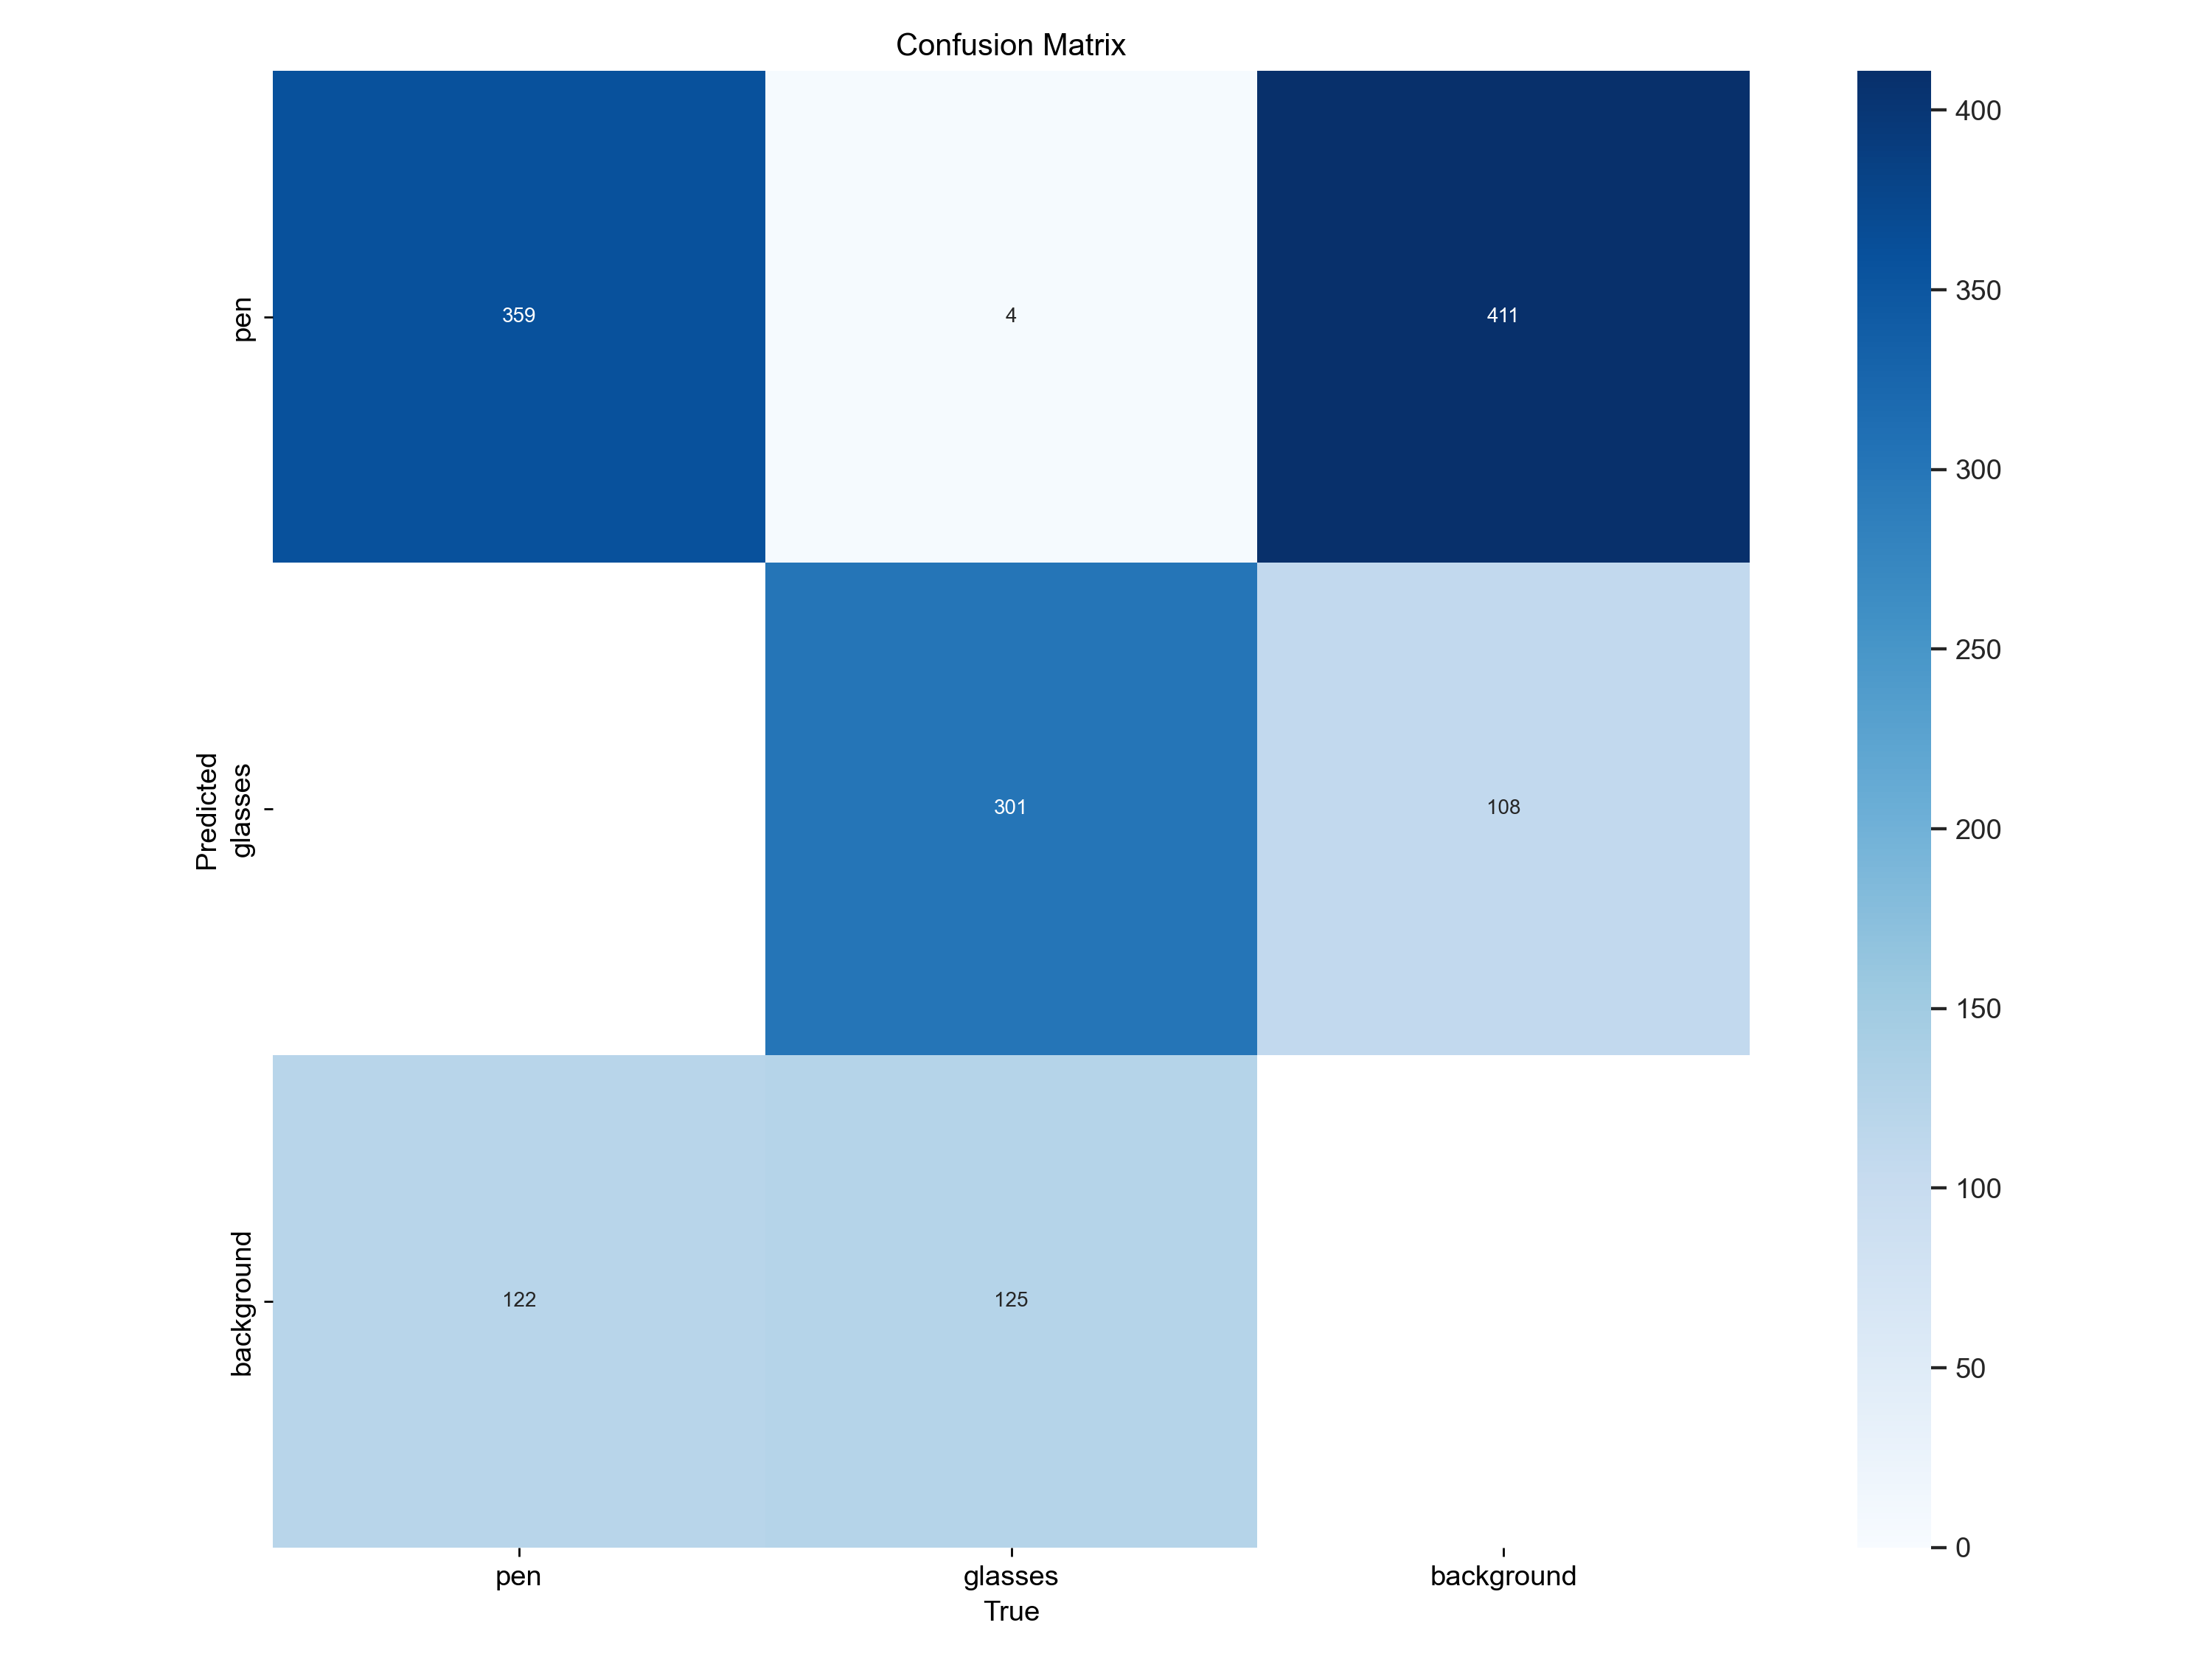 Confusion Matrix
pen
359
4
411
Predicted
glasses
301
108
background
122
125
pen
glasses
background
True
400
350
300
250
200
150
100
50
0